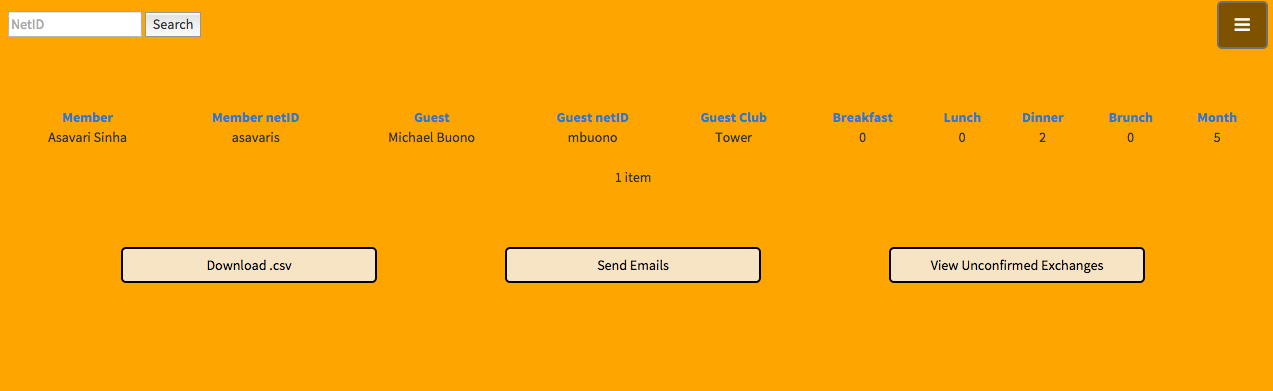 NetID Search
Member Member netID Guest Guest netID Guest Club Breakfast Lunch Dinner Brunch Month
Asavari Sinha asavaris Michael Buono mbuono Tower 0 0 2 0 5
1 item
Download .csv Send Emails View Unconfirmed Exchanges